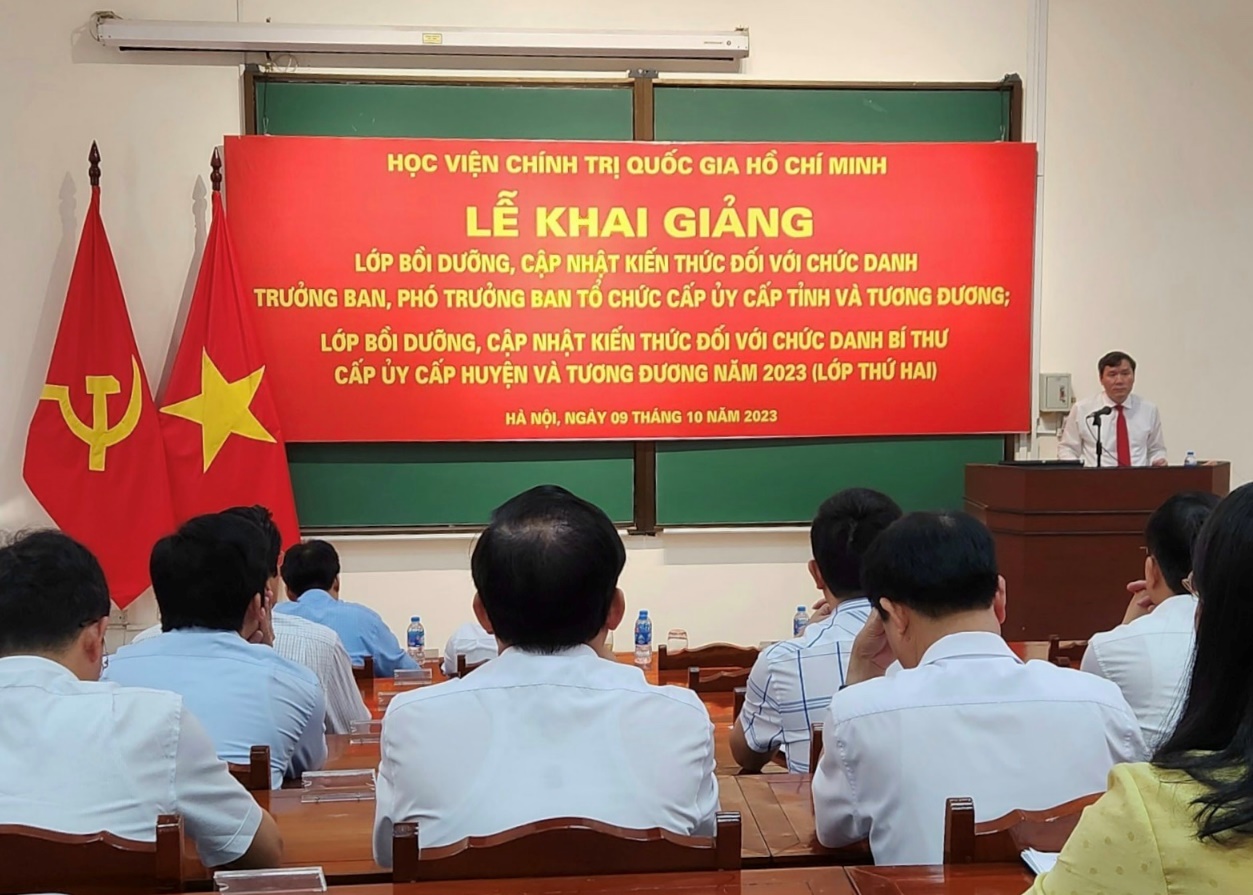 HỌC VIỆN CHÍNH TRỊ QUỐC GIA HỒ CHÍ MINH
LỄ KHAI GIẢNG
LỚP BỒI DƯỠNG, CẬP NHẬT KIẾN THỨC ĐỐI VỚI CHỨC DANH
TRƯỞNG BAN, PHÓ TRƯỞNG BAN TỔ CHỨC CẤP ỦY CẤP TỈNH VÀ TƯƠNG ĐƯƠNG;
LỚP BỒI DƯỠNG, CẬP NHẬT KIẾN THỨC ĐỐI VỚI CHỨC DANH BÍ THƯ
CẤP ỦY CẤP HUYỆN VÀ TƯƠNG ĐƯƠNG NĂM 2023 (LỚP THỨ HAI)
HÀ NỘI, NGÀY 09 THÁNG 10 NĂM 2023